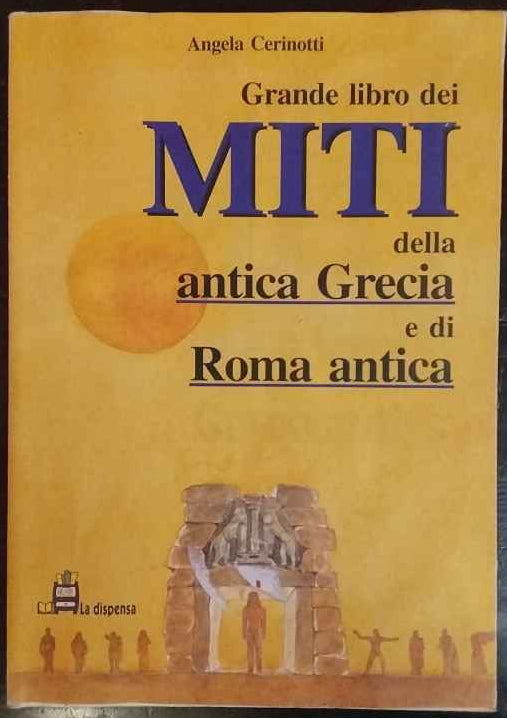 Angela Cerinotti
Grande libro dei
MITI
della
antica Grecia
e di
Roma antica
La dispensa